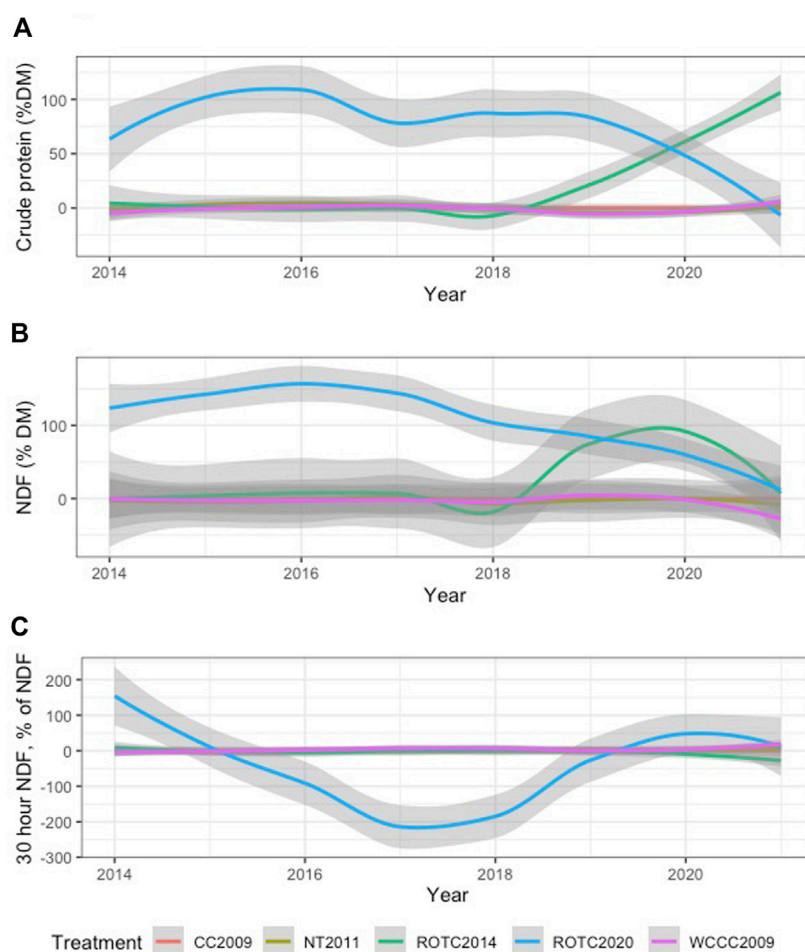 A
Crude protein (%DM)
100
50
0
2014
2016
2018
2020
Year
B
NDF (% DM)
100
0
2014
2016
2018
2020
Year
C
30 hour NDF, % of NDF
200
100
0
-100
-200
-300
2014
2016
2018
2020
Year
Treatment CC2009 NT2011 ROTC2014 ROTC2020 WCCC2009